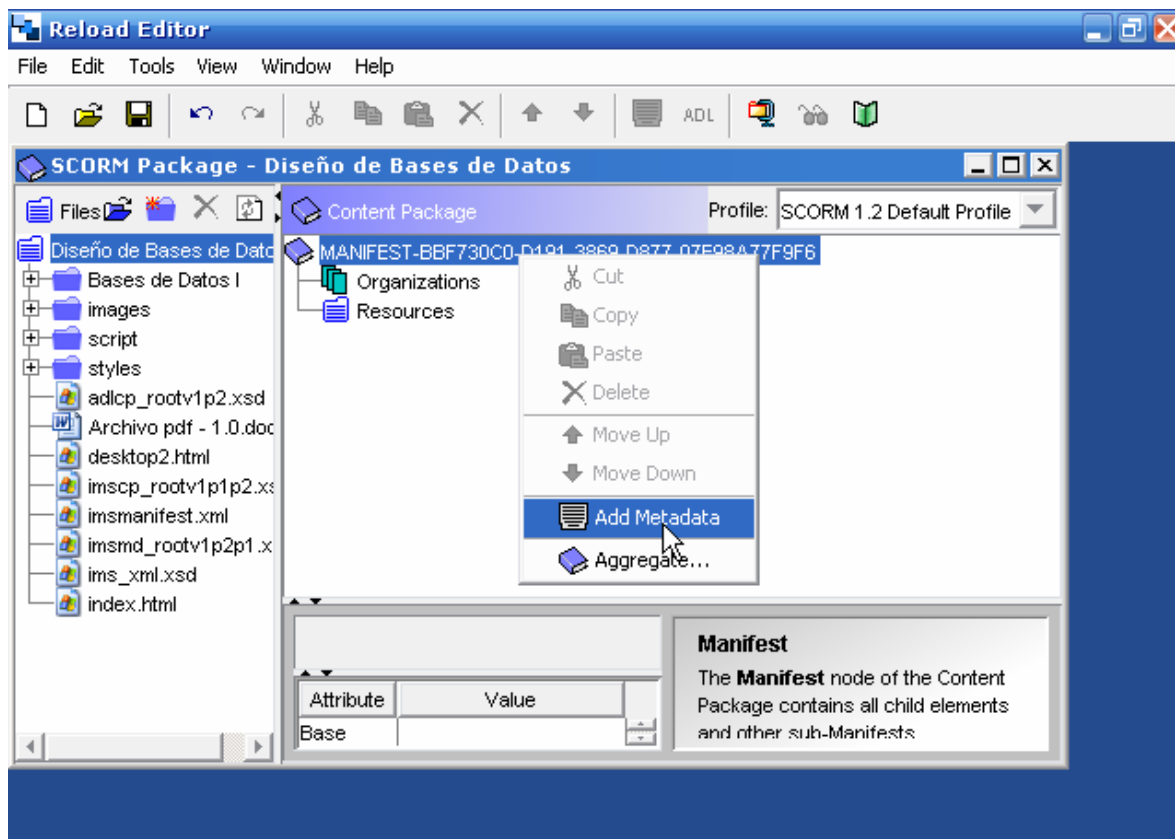 Reload Editor
File Edit Tools View Window Help
ADL
SCORM Package - Diseño de Bases de Datos
Files
Content Package
Profile: SCORM 1.2 Default Profile
Diseño de Bases de Datc
MANIFEST-BBF730C0-D191-3869-D877-07E98A77F9F6
Bases de Datos I
images
script
styles
adlcp_rootv1p2.xsd
Archivo pdf - 1.0.doc
desktop2.html
imscp_rootv1p1p2.xs
imsmanifest.xml
imsmd_rootv1p2p1.x
ims_xml.xsd
index.html
Organizations
Resources
Cut
Copy
Paste
Delete
Move Up
Move Down
Add Metadata
Aggregate...
Attribute Value
Base
Manifest
The Manifest node of the Content
Package contains all child elements
and other sub-Manifests